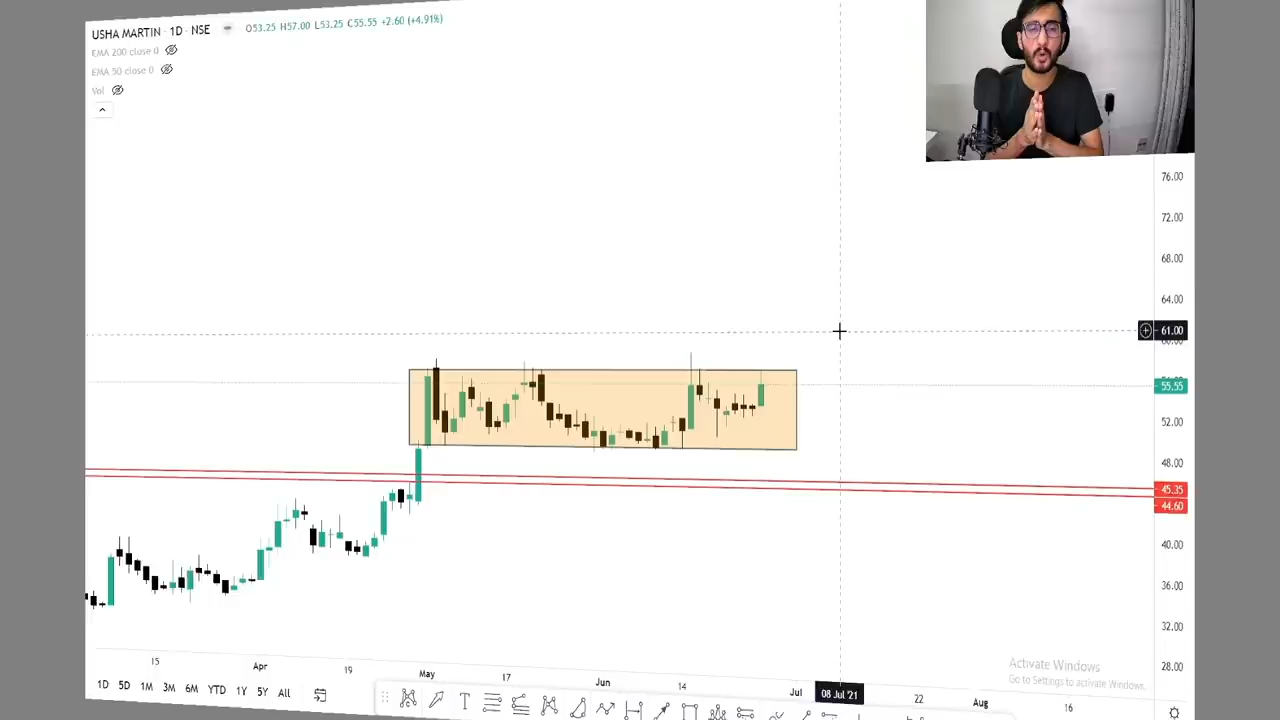 USHA MARTIN · 1D · NSE O53.25 H57.00 L53.25 C55.55 +2.60 (+4.91%)
EMA 200 close 0
EMA 50 close 0
Vol
76.00
72.00
68.00
64.00
61.00
55.55
52.00
48.00
45.35
44.60
40.00
36.00
32.00
28.00
Activate Windows
Go to Settings to activate Windows.
15 Apr 19 May 17 Jun 14 Jul 08 Jul '21 22 Aug 16
1D 5D 1M 3M 6M YTD 1Y 5Y All